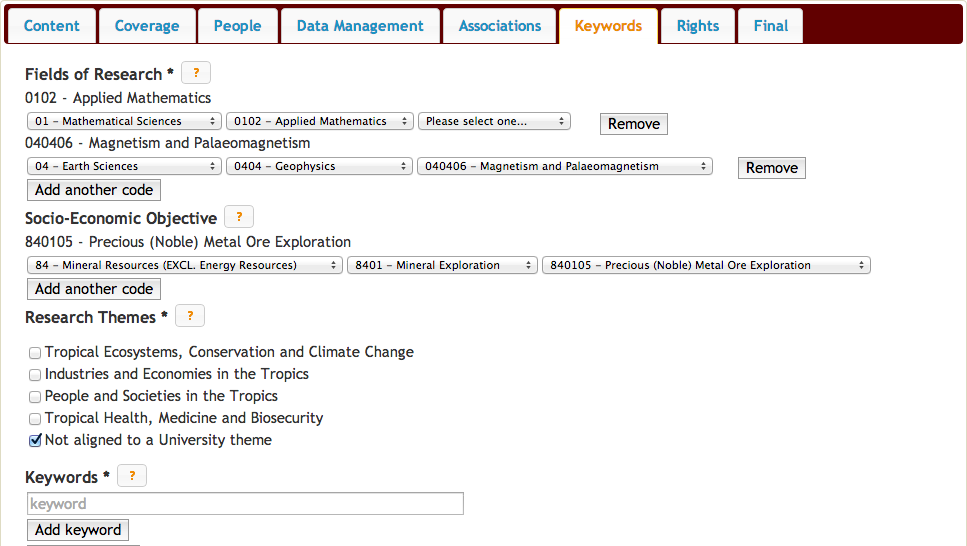 Content Coverage People Data Management Associations Keywords Rights Final
Fields of Research * ?
0102 - Applied Mathematics
01 – Mathematical Sciences 0102 – Applied Mathematics Please select one... Remove
040406 - Magnetism and Palaeomagnetism
04 – Earth Sciences 0404 – Geophysics 040406 – Magnetism and Palaeomagnetism Remove
Add another code
Socio-Economic Objective ?
840105 - Precious (Noble) Metal Ore Exploration
84 – Mineral Resources (EXCL. Energy Resources) 8401 – Mineral Exploration 840105 – Precious (Noble) Metal Ore Exploration
Add another code
Research Themes * ?
Tropical Ecosystems, Conservation and Climate Change
Industries and Economies in the Tropics
People and Societies in the Tropics
Tropical Health, Medicine and Biosecurity
Not aligned to a University theme
Keywords * ?
keyword
Add keyword